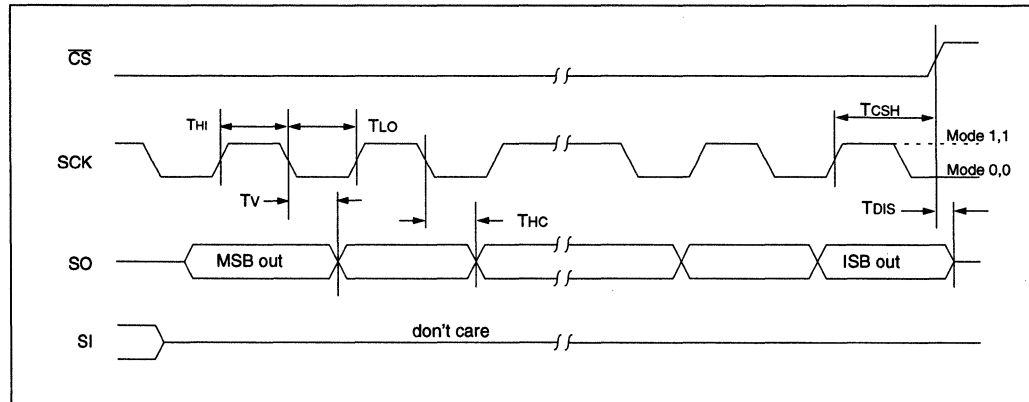 CS
THI
TLO
TCSH
SCK
Mode 1,1
Mode 0,0
TV
THC
TDIS
SO
MSB out
ISB out
SI
don't care